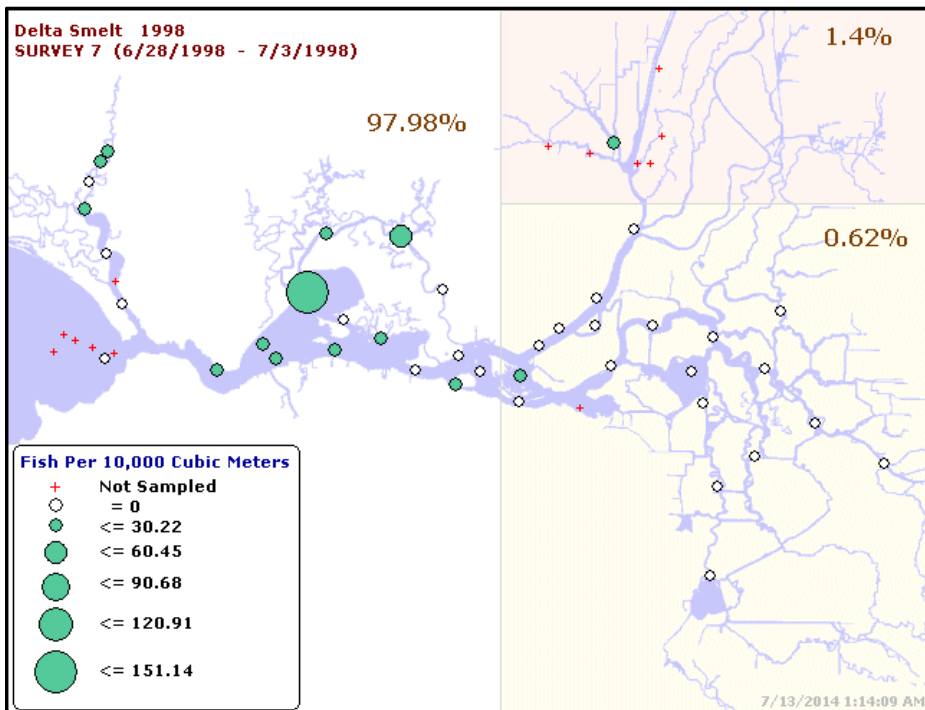 Delta Smelt 1998
SURVEY 7 (6/28/1998 - 7/3/1998)
1.4%
97.98%
0.62%
Fish Per 10,000 Cubic Meters
Not Sampled
= 0
<= 30.22
<= 60.45
<= 90.68
<= 120.91
<= 151.14
7/13/2014 1:14:09 AM